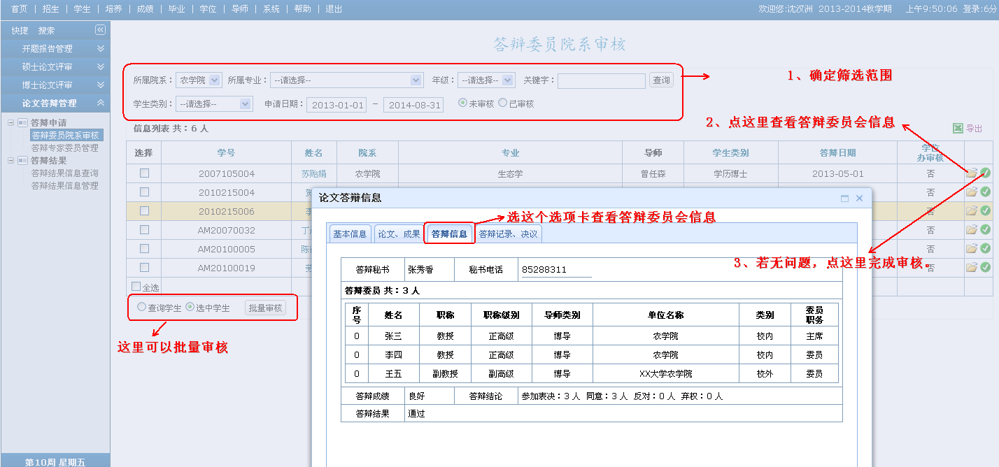 首页 招生 学生 培养 成绩 毕业 学位 导师 系统 帮助 退出 欢迎您:沈汉洲 2013-2014秋学期 上午9:50:06 登录:6分
快捷 搜索
开题报告管理
硕士论文评审
博士论文评审
论文答辩管理
答辩申请
答辩委员院系审核
答辩专家委员管理
答辩结果
答辩结果信息查询
答辩结果信息管理
第10周 星期五
答辩委员院系审核
所属院系： 农学院 所属专业： --请选择-- 年级： --请选择-- 关键字： 查询
学生类别： --请选择-- 申请日期： 2013-01-01 - 2014-08-31 未审核 已审核
1、确定筛选范围
2、点这里查看答辩委员会信息
信息列表 共：6 人 导出
选择 学号 姓名 院系 专业 导师 学生类别 答辩日期 学位办审核
2007105004 苏贻娟 农学院 生态学 曾任森 学历博士 2013-05-01 否
2010215004 否
2010215006 否
AM20070032 否
AM20100005 否
AM20100019 否
全选
查询学生 选中学生 批量审核
这里可以批量审核
论文答辩信息
选这个选项卡查看答辩委员会信息
基本信息 论文、成果 答辩信息 答辩记录、决议
3、若无问题，点这里完成审核。
答辩秘书 张秀香 秘书电话 85288311
答辩委员 共：3 人
序号 姓名 职称 职称级别 导师类别 单位名称 类别 委员职务
0 张三 教授 正高级 博导 农学院 校内 主席
0 李四 教授 正高级 博导 农学院 校内 委员
0 王五 副教授 副高级 博导 XX大学农学院 校外 委员
答辩成绩 良好 答辩结论 参加表决：3 人 同意：3 人 反对：0 人 弃权：0 人
答辩结果 通过